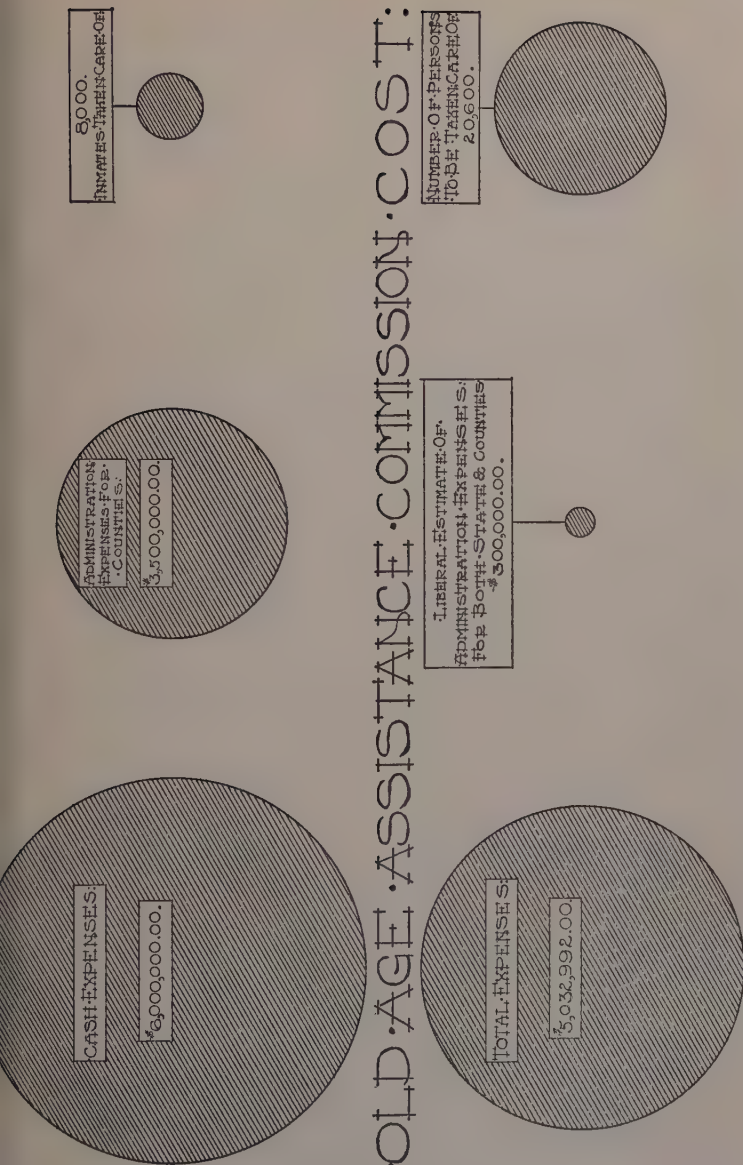 CASH·EXPENSES:
$6,000,000.00.
ADMINISTRATION
EXPENSES·FOR·
·COUNTIES:
$3,500,000.00.
8,000.
INMATES·TAKEN·CARE·OF
OLD·AGE·ASSISTANCE·COMMISSION·COST:
TOTAL·EXPENSES:
$5,032,992.00.
·LIBERAL·ESTIMATE·OF·
ADMINISTRATION·EXPENSES:
FOR BOTH·STATE & COUNTIES
$300,000.00.
NUMBER·OF·PERSONS
·TO·BE TAKEN CARE OF
20,600.